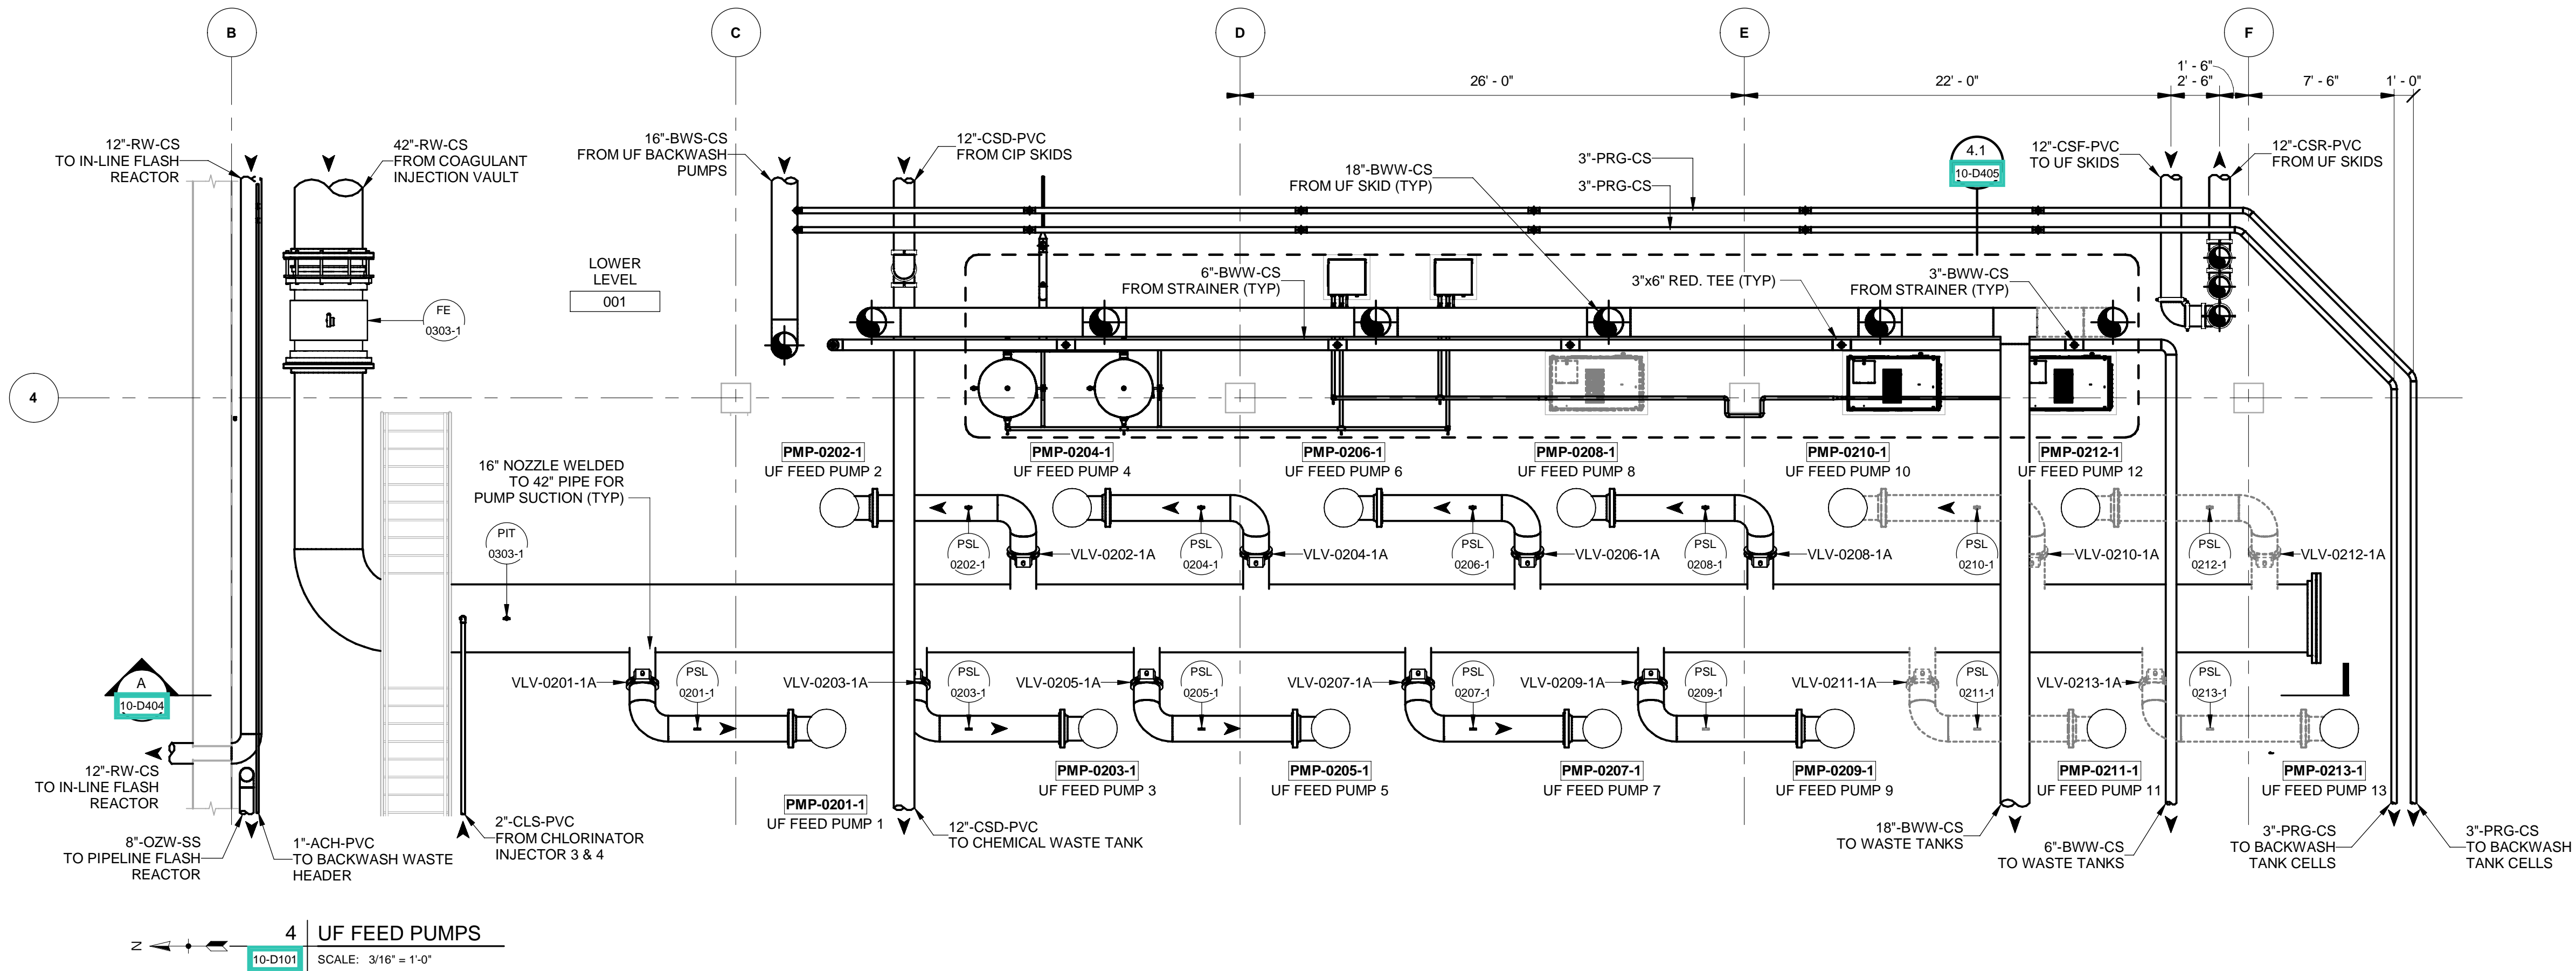 B
C
D
E
F
26' - 0"
22' - 0"
1' - 6"
2' - 6"
7' - 6"
1' - 0"
12"-RW-CS
TO IN-LINE FLASH
REACTOR
42"-RW-CS
FROM COAGULANT
INJECTION VAULT
16"-BWS-CS
FROM UF BACKWASH
PUMPS
12"-CSD-PVC
FROM CIP SKIDS
18"-BWW-CS
FROM UF SKID (TYP)
3"-PRG-CS
3"-PRG-CS
4.1
10-D405
12"-CSF-PVC
TO UF SKIDS
12"-CSR-PVC
FROM UF SKIDS
LOWER
LEVEL
001
FE
0303-1
6"-BWW-CS
FROM STRAINER (TYP)
3"x6" RED. TEE (TYP)
3"-BWW-CS
FROM STRAINER (TYP)
4
PMP-0202-1
UF FEED PUMP 2
PMP-0204-1
UF FEED PUMP 4
PMP-0206-1
UF FEED PUMP 6
PMP-0208-1
UF FEED PUMP 8
PMP-0210-1
UF FEED PUMP 10
PMP-0212-1
UF FEED PUMP 12
16" NOZZLE WELDED
TO 42" PIPE FOR
PUMP SUCTION (TYP)
PIT
0303-1
PSL
0202-1
VLV-0202-1A
PSL
0204-1
VLV-0204-1A
PSL
0206-1
VLV-0206-1A
PSL
0208-1
VLV-0208-1A
PSL
0210-1
VLV-0210-1A
PSL
0212-1
VLV-0212-1A
A
10-D404
VLV-0201-1A
PSL
0201-1
VLV-0203-1A
PSL
0203-1
VLV-0205-1A
PSL
0205-1
VLV-0207-1A
PSL
0207-1
VLV-0209-1A
PSL
0209-1
VLV-0211-1A
PSL
0211-1
VLV-0213-1A
PSL
0213-1
12"-RW-CS
TO IN-LINE FLASH
REACTOR
PMP-0201-1
UF FEED PUMP 1
PMP-0203-1
UF FEED PUMP 3
PMP-0205-1
UF FEED PUMP 5
PMP-0207-1
UF FEED PUMP 7
PMP-0209-1
UF FEED PUMP 9
PMP-0211-1
UF FEED PUMP 11
PMP-0213-1
UF FEED PUMP 13
8"-OZW-SS
TO PIPELINE FLASH
REACTOR
1"-ACH-PVC
TO BACKWASH WASTE
HEADER
2"-CLS-PVC
FROM CHLORINATOR
INJECTOR 3 & 4
12"-CSD-PVC
TO CHEMICAL WASTE TANK
18"-BWW-CS
TO WASTE TANKS
6"-BWW-CS
TO WASTE TANKS
3"-PRG-CS
TO BACKWASH
TANK CELLS
3"-PRG-CS
TO BACKWASH
TANK CELLS
N
4
UF FEED PUMPS
10-D101
SCALE: 3/16" = 1'-0"